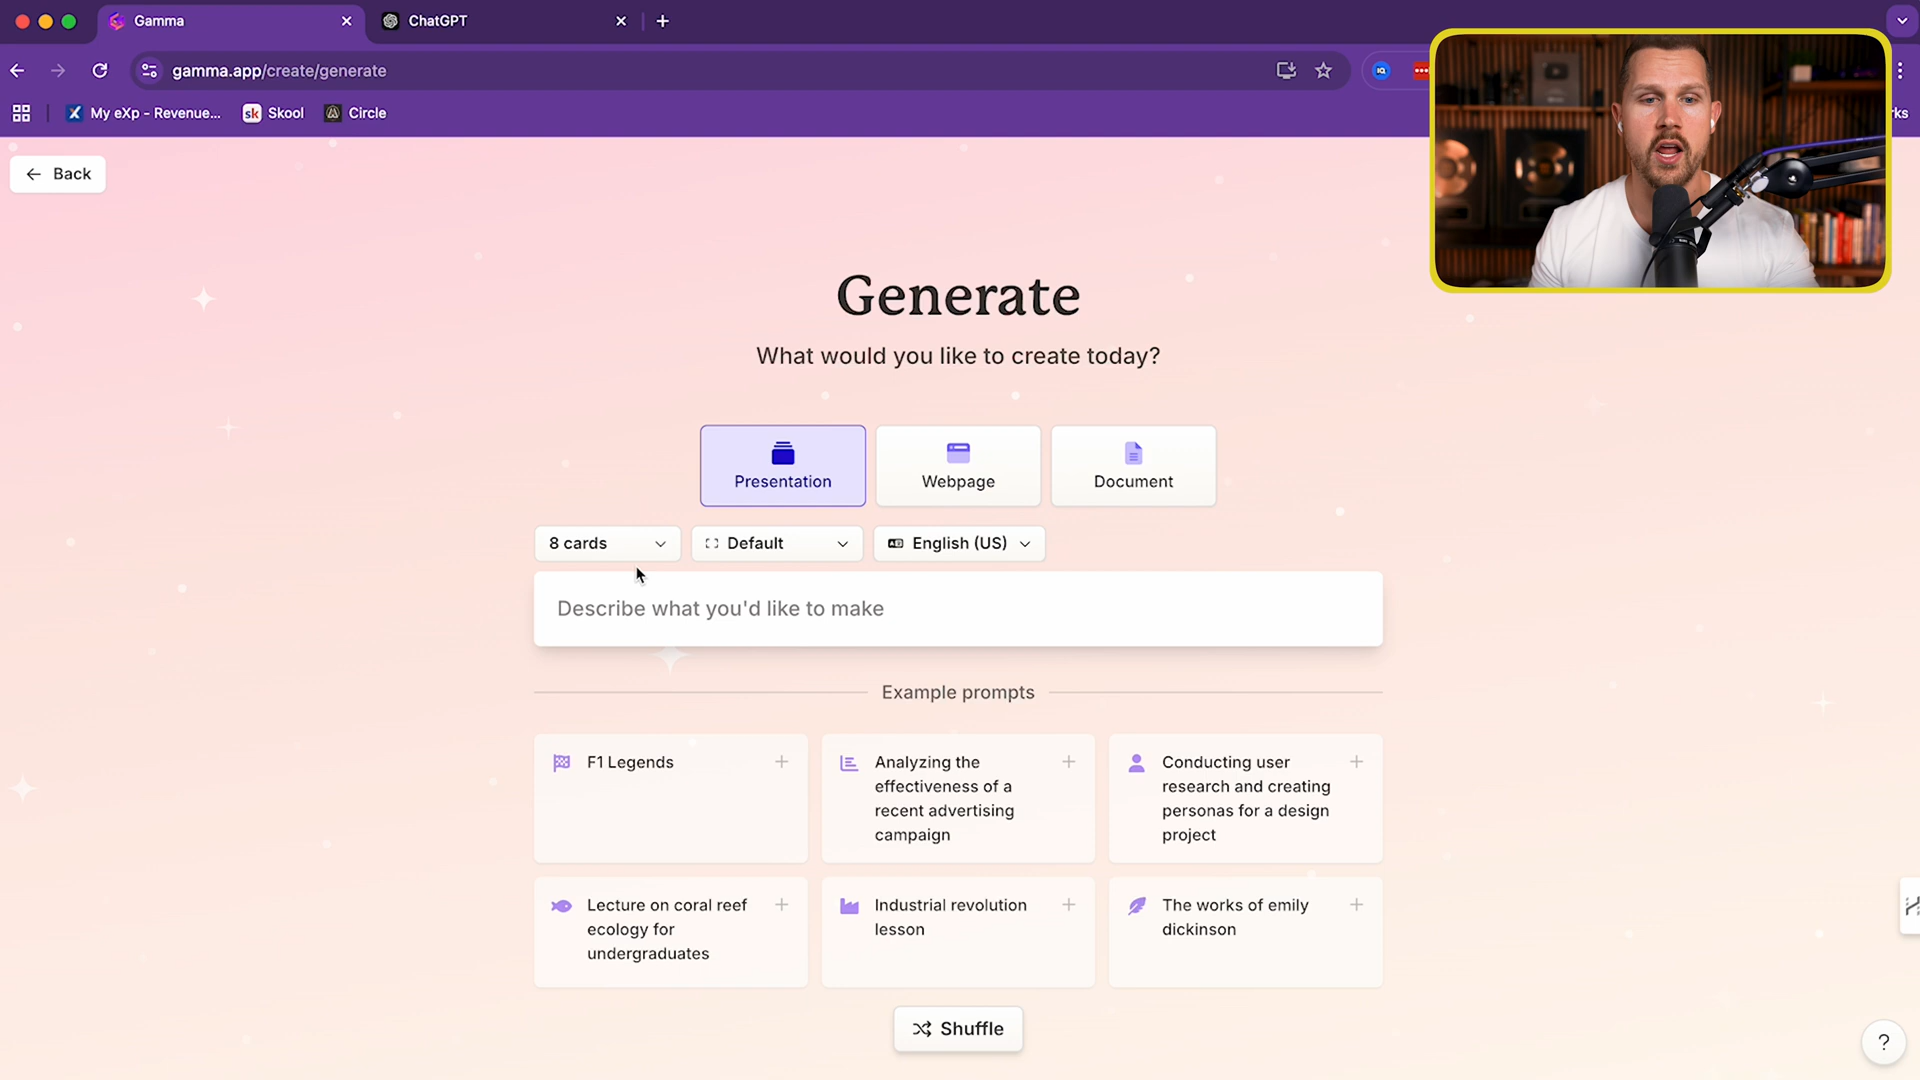 Gamma
ChatGPT
gamma.app/create/generate
My eXp - Revenue...
sk Skool
Circle
rks
Back
Generate
What would you like to create today?
Presentation
Webpage
Document
8 cards
Default
English (US)
Describe what you'd like to make
Example prompts
F1 Legends
Analyzing the
effectiveness of a
recent advertising
campaign
Conducting user
research and creating
personas for a design
project
Lecture on coral reef
ecology for
undergraduates
Industrial revolution
lesson
The works of emily
dickinson
Shuffle
?